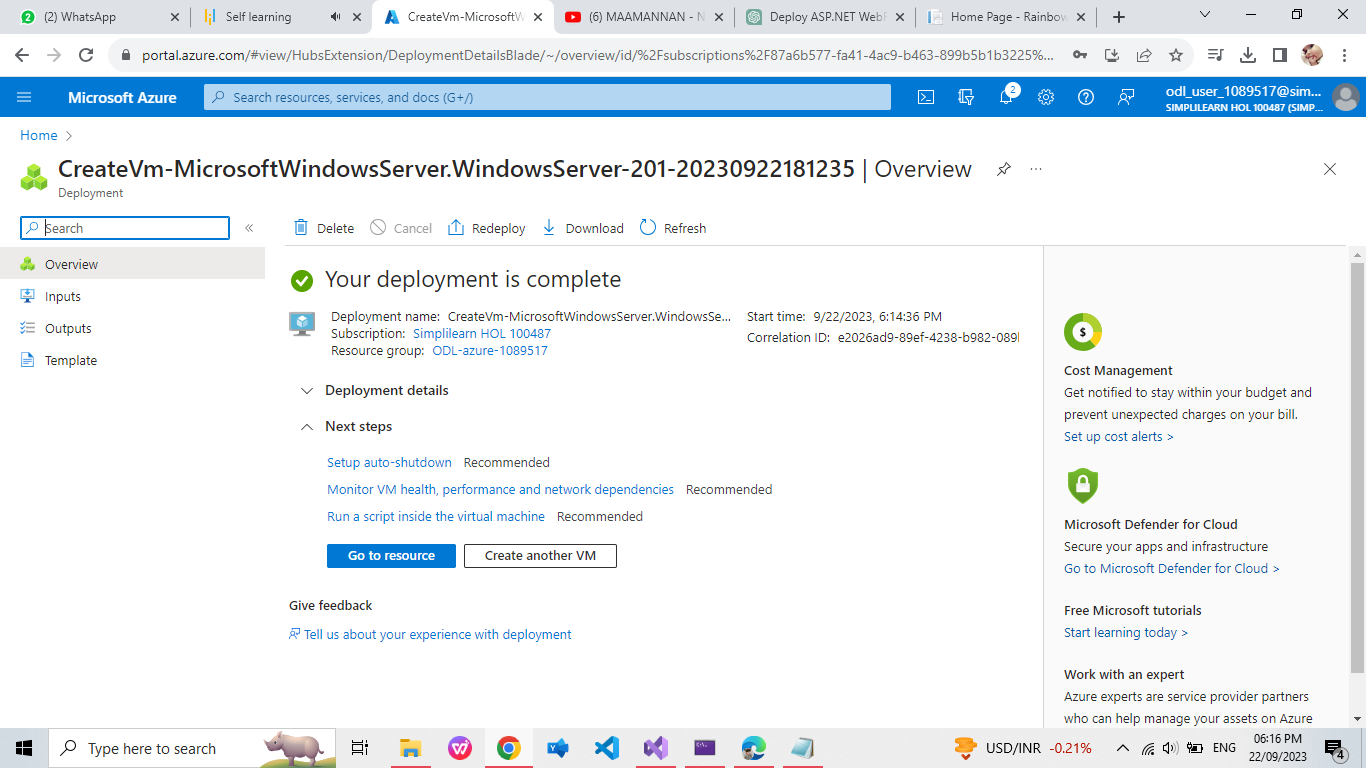 (2) WhatsApp
Self learning
CreateVm-MicrosoftW
(6) MAAMANNAN - N
Deploy ASP.NET WebF
Home Page - Rainbow
portal.azure.com/#view/HubsExtension/DeploymentDetailsBlade/~/overview/id/%2Fsubscriptions%2F87a6b577-fa41-4ac9-b463-899b5b1b3225%...
Microsoft Azure
Search resources, services, and docs (G+/)
2
odl_user_1089517@sim...
SIMPLILEARN HOL 100487 (SIMP...
Home
CreateVm-MicrosoftWindowsServer.WindowsServer-201-20230922181235 | Overview
Deployment
Search
Delete
Cancel
Redeploy
Download
Refresh
Overview
Inputs
Outputs
Template
Your deployment is complete
Deployment name: CreateVm-MicrosoftWindowsServer.WindowsSe...
Subscription: Simplilearn HOL 100487
Resource group: ODL-azure-1089517
Start time: 9/22/2023, 6:14:36 PM
Correlation ID: e2026ad9-89ef-4238-b982-089
Deployment details
Next steps
Setup auto-shutdown Recommended
Monitor VM health, performance and network dependencies Recommended
Run a script inside the virtual machine Recommended
Go to resource
Create another VM
Give feedback
Tell us about your experience with deployment
$
Cost Management
Get notified to stay within your budget and
prevent unexpected charges on your bill.
Set up cost alerts >
Microsoft Defender for Cloud
Secure your apps and infrastructure
Go to Microsoft Defender for Cloud >
Free Microsoft tutorials
Start learning today >
Work with an expert
Azure experts are service provider partners
who can help manage your assets on Azure
Type here to search
USD/INR -0.21%
ENG
06:16 PM
22/09/2023
4